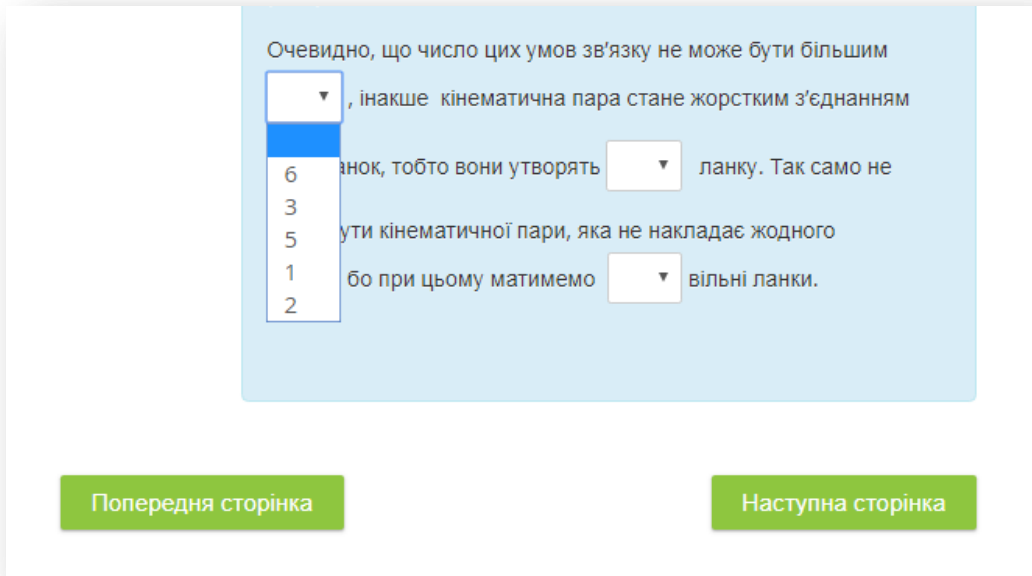 Очевидно, що число цих умов зв'язку не може бути більшим
, інакше кінематична пара стане жорстким з'єднанням
анок, тобто вони утворять ланку. Так само не
6
3
ути кінематичної пари, яка не накладає жодного
5
1
бо при цьому матимемо вільні ланки.
2
Попередня сторінка
Наступна сторінка